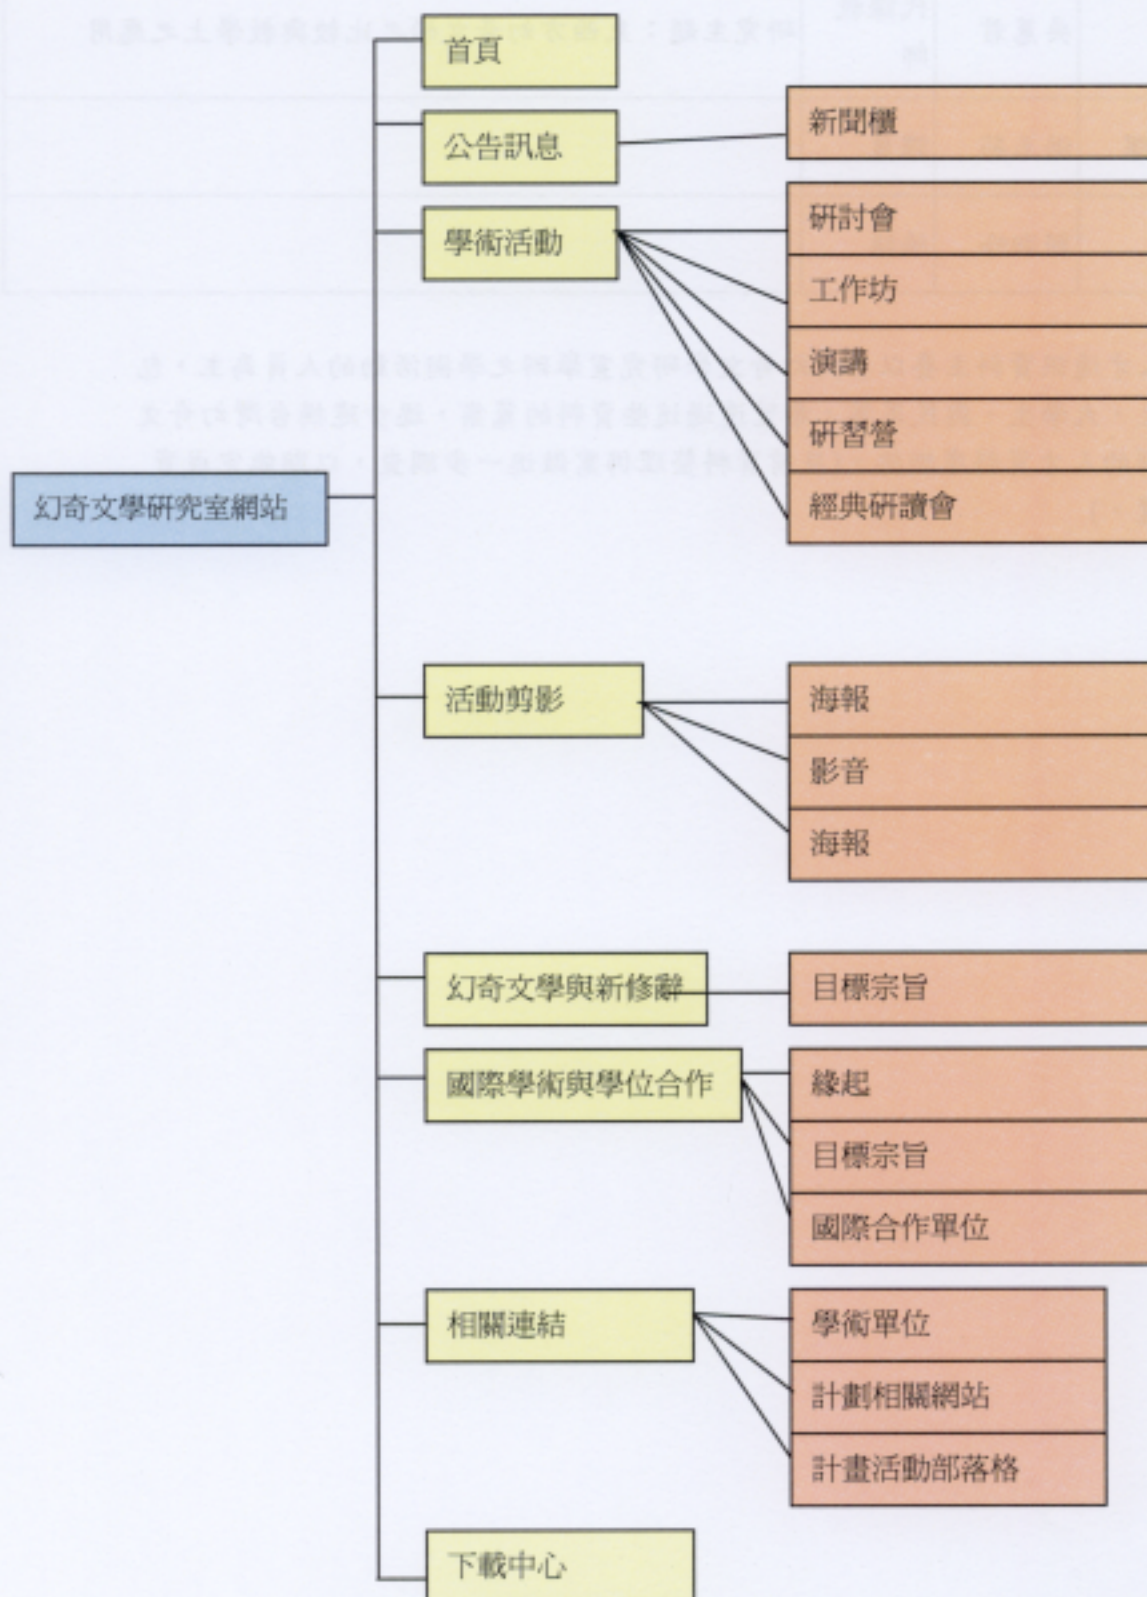 幻奇文學研究室網站
首頁
公告訊息
新聞櫃
學術活動
研討會
工作坊
演講
研習營
經典研讀會
活動剪影
海報
影音
海報
幻奇文學與新修辭
目標宗旨
國際學術與學位合作
緣起
目標宗旨
國際合作單位
相關連結
學術單位
計劃相關網站
計畫活動部落格
下載中心